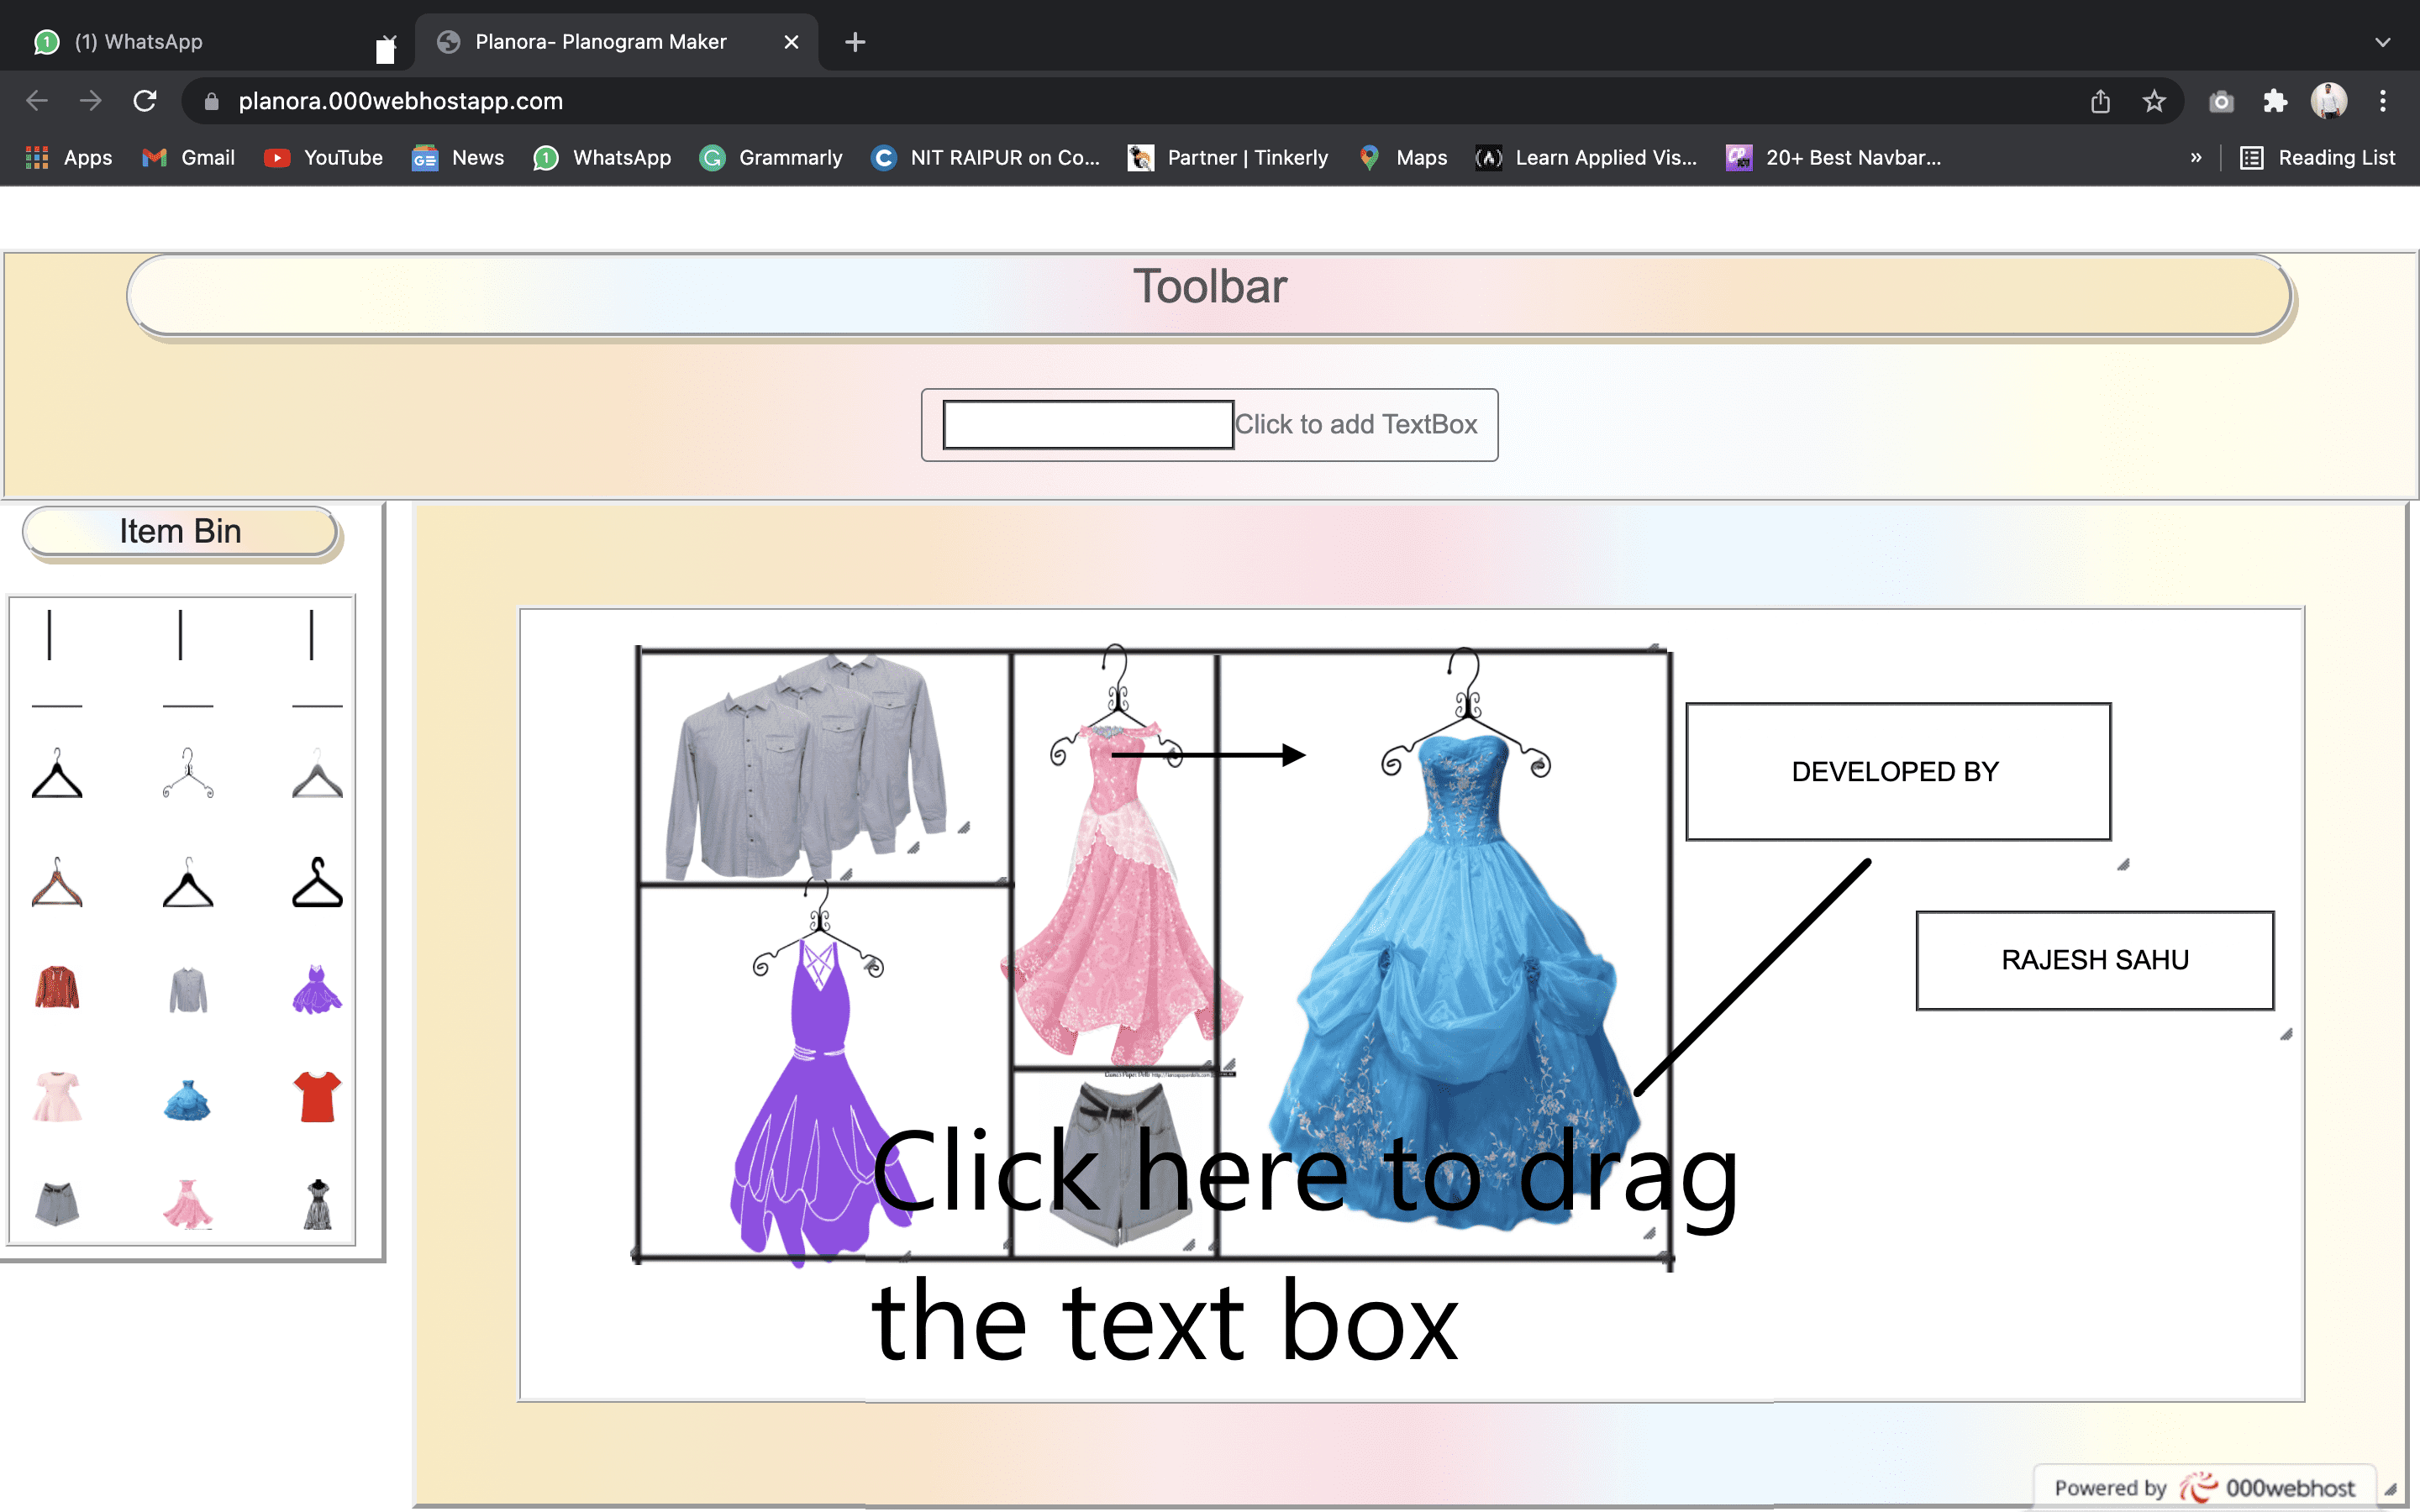 (1) WhatsApp
Planora- Planogram Maker
planora.000webhostapp.com
Apps
Gmail
YouTube
News
WhatsApp
Grammarly
NIT RAIPUR on Co...
Partner | Tinkerly
Maps
Learn Applied Vis...
20+ Best Navbar...
»
Reading List
Toolbar
Click to add TextBox
Item Bin
DEVELOPED BY
RAJESH SAHU
Click here to drag
the text box
Powered by 000webhost